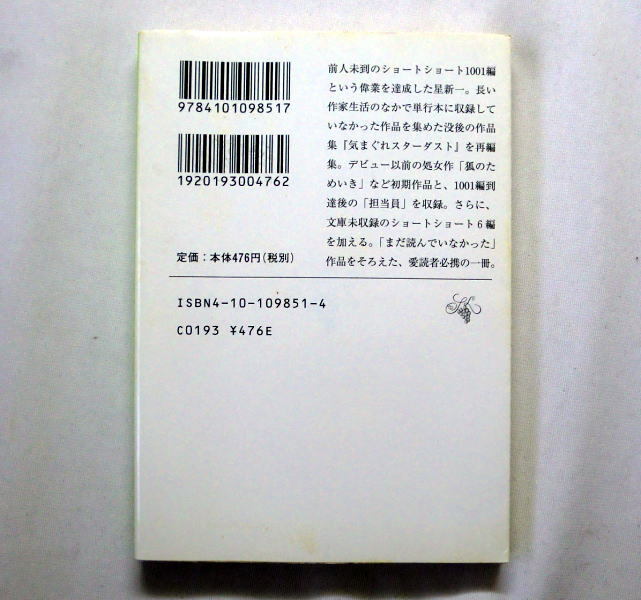 9784101098517
1920193004762
定価：本体476円（税別）
前人未到のショートショート1001編
という偉業を達成した星新一。長い
作家生活のなかで単行本に収録して
いなかった作品を集めた没後の作品
集『気まぐれスターダスト』を再編
集。デビュー以前の処女作「狐のた
めいき」など初期作品と、1001編到
達後の「担当員」を収録。さらに、
文庫未収録のショートショート６編
を加える。「まだ読んでいなかった」
作品をそろえた、愛読者必携の一冊。
ISBN4-10-109851-4
C0193 ¥476E